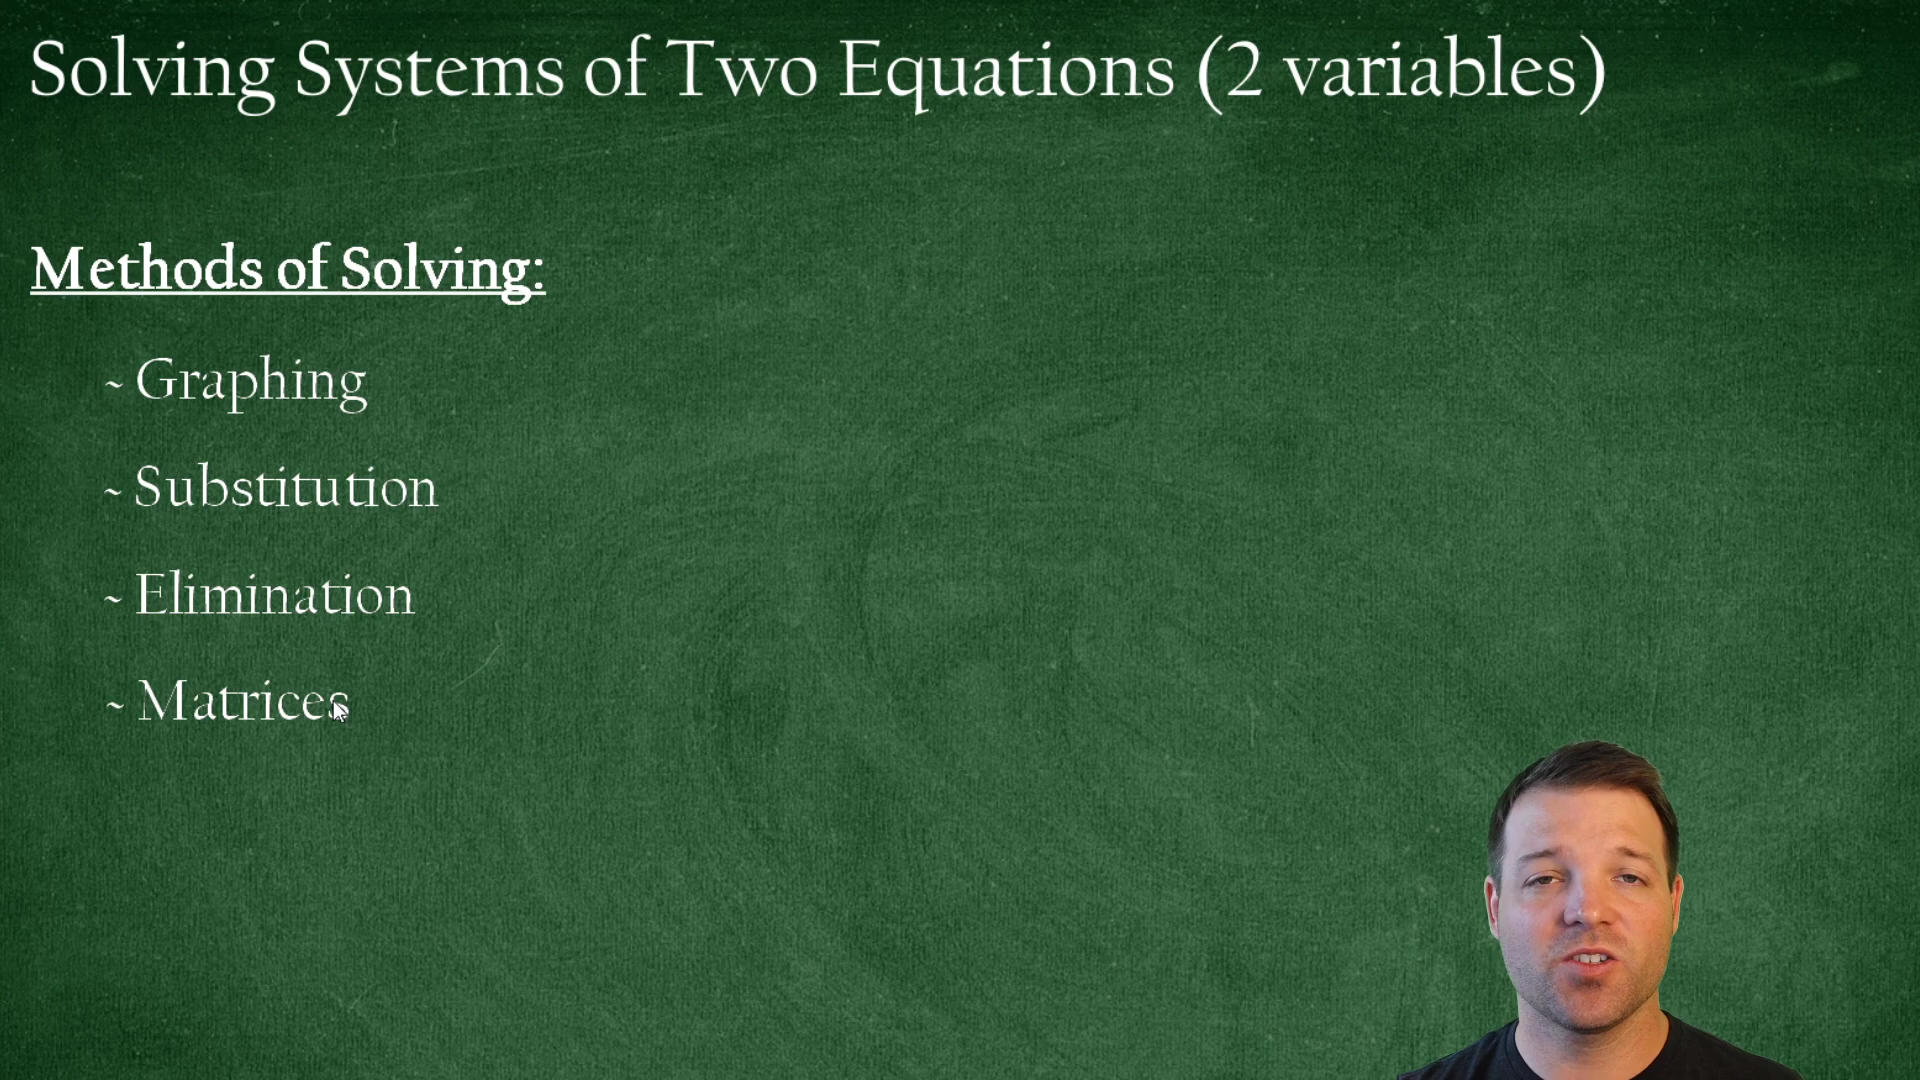 Solving Systems of Two Equations (2 variables)
Methods of Solving:
~ Graphing
~ Substitution
~ Elimination
~ Matrices